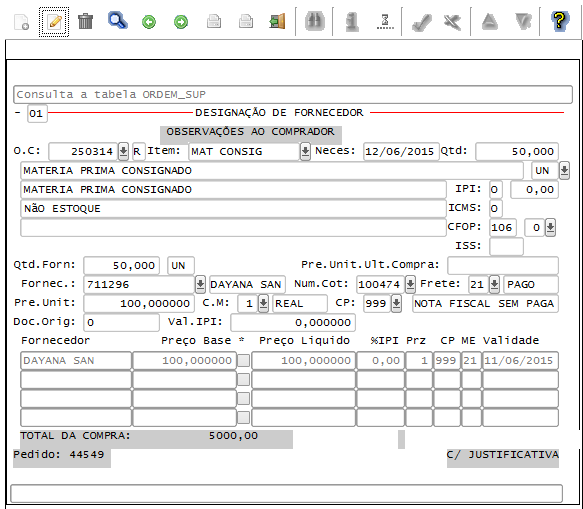 Consulta a tabela ORDEM_SUP
- 01 DESIGNAÇÃO DE FORNECEDOR
OBSERVAÇÕES AO COMPRADOR
O.C: 250314 R Item: MAT CONSIG Neces: 12/06/2015 Qtd: 50,000
MATERIA PRIMA CONSIGNADO UN
MATERIA PRIMA CONSIGNADO IPI: 0 0,00
NãO ESTOQUE ICMS: 0
CFOP: 106 0
ISS:
Qtd.Forn: 50,000 UN Pre.Unit.Ult.Compra:
Fornec.: 711296 DAYANA SAN Num.Cot: 100474 Frete: 21 PAGO
Pre.Unit: 100,000000 C.M: 1 REAL CP: 999 NOTA FISCAL SEM PAGA
Doc.Orig: 0 Val.IPI: 0,000000
Fornecedor Preço Base * Preço Liquido %IPI Prz CP ME Validade
DAYANA SAN 100,000000 100,000000 0,00 1 999 21 11/06/2015
TOTAL DA COMPRA: 5000,00
Pedido: 44549 C/ JUSTIFICATIVA